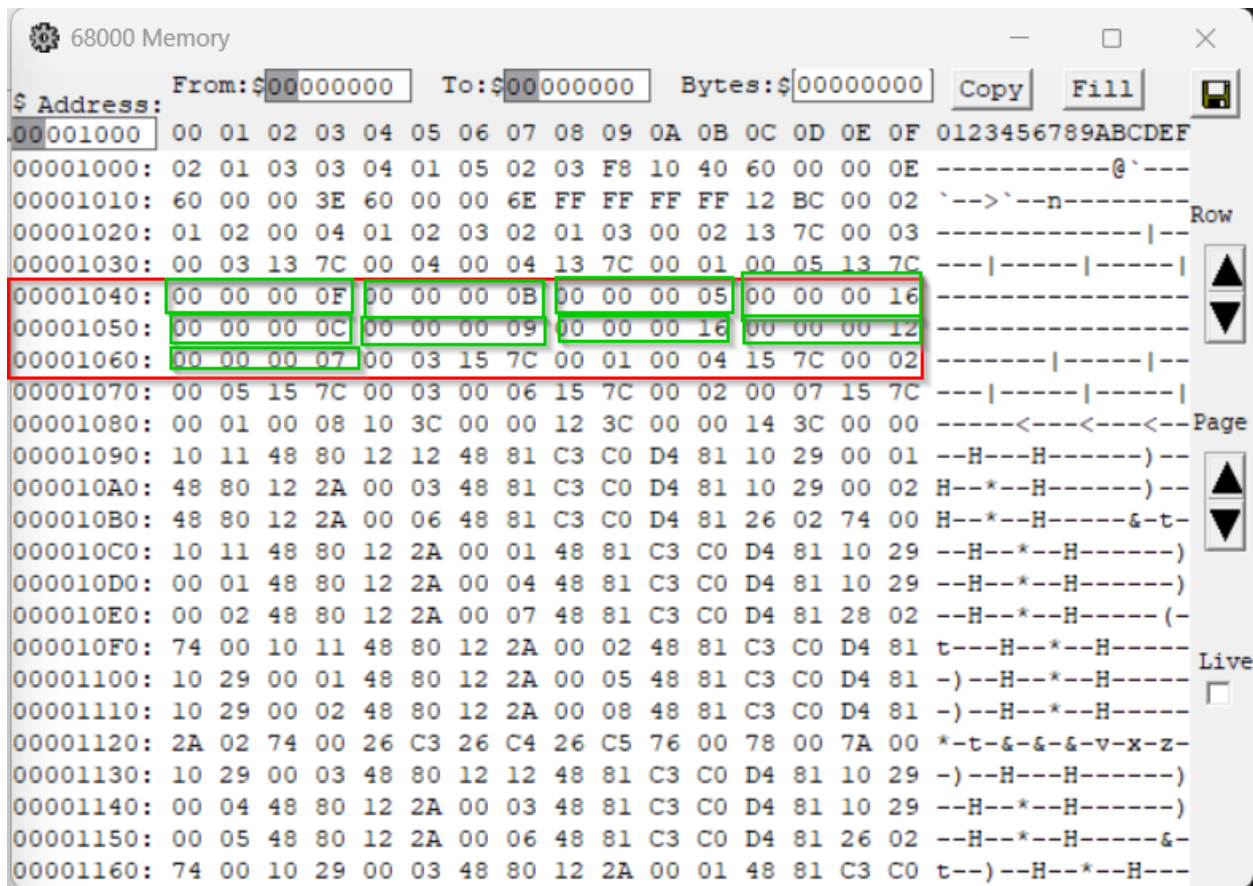 68000 Memory
From:$00000000 To:$00000000 Bytes:$00000000 Copy Fill
$ Address:
00001000 00 01 02 03 04 05 06 07 08 09 0A 0B 0C 0D 0E 0F 0123456789ABCDEF
00001000: 02 01 03 03 04 01 05 02 03 F8 10 40 60 00 00 0E -----------@`---
00001010: 60 00 00 3E 60 00 00 6E FF FF FF FF 12 BC 00 02 `-->`--n--------
Row
00001020: 01 02 00 04 01 02 03 02 01 03 00 02 13 7C 00 03 -------------|--
00001030: 00 03 13 7C 00 04 00 04 13 7C 00 01 00 05 13 7C ---|-----|-----|
00001040: 00 00 00 0F 00 00 00 0B 00 00 00 05 00 00 00 16 ----------------
00001050: 00 00 00 0C 00 00 00 09 00 00 00 16 00 00 00 12 ----------------
00001060: 00 00 00 07 00 03 15 7C 00 01 00 04 15 7C 00 02 -------|-----|--
00001070: 00 05 15 7C 00 03 00 06 15 7C 00 02 00 07 15 7C ---|-----|-----|
00001080: 00 01 00 08 10 3C 00 00 12 3C 00 00 14 3C 00 00 -----<---<---<--
Page
00001090: 10 11 48 80 12 12 48 81 C3 C0 D4 81 10 29 00 01 --H---H------)--
000010A0: 48 80 12 2A 00 03 48 81 C3 C0 D4 81 10 29 00 02 H--*--H------)--
000010B0: 48 80 12 2A 00 06 48 81 C3 C0 D4 81 26 02 74 00 H--*--H-----&-t-
000010C0: 10 11 48 80 12 2A 00 01 48 81 C3 C0 D4 81 10 29 --H--*--H------)
000010D0: 00 01 48 80 12 2A 00 04 48 81 C3 C0 D4 81 10 29 --H--*--H------)
000010E0: 00 02 48 80 12 2A 00 07 48 81 C3 C0 D4 81 28 02 --H--*--H-----(-
000010F0: 74 00 10 11 48 80 12 2A 00 02 48 81 C3 C0 D4 81 t---H--*--H-----
Live
00001100: 10 29 00 01 48 80 12 2A 00 05 48 81 C3 C0 D4 81 -)--H--*--H-----
00001110: 10 29 00 02 48 80 12 2A 00 08 48 81 C3 C0 D4 81 -)--H--*--H-----
00001120: 2A 02 74 00 26 C3 26 C4 26 C5 76 00 78 00 7A 00 *-t-&-&-&-v-x-z-
00001130: 10 29 00 03 48 80 12 12 48 81 C3 C0 D4 81 10 29 -)--H---H------)
00001140: 00 04 48 80 12 2A 00 03 48 81 C3 C0 D4 81 10 29 --H--*--H------)
00001150: 00 05 48 80 12 2A 00 06 48 81 C3 C0 D4 81 26 02 --H--*--H-----&-
00001160: 74 00 10 29 00 03 48 80 12 2A 00 01 48 81 C3 C0 t--)--H--*--H---